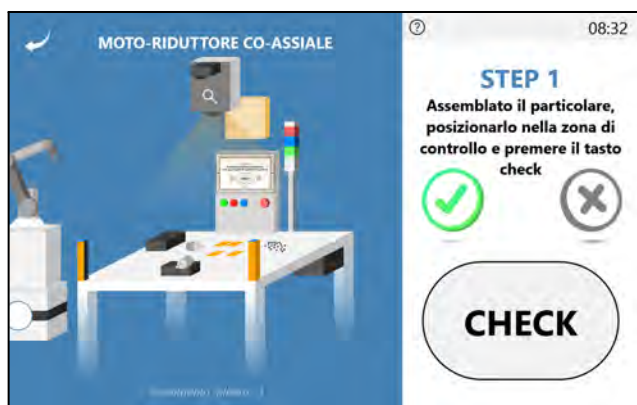 MOTO-RIDUTTORE CO-ASSIALE
08:32
STEP 1
Assemblato il particolare,
posizionarlo nella zona di
controllo e premere il tasto
check
CHECK